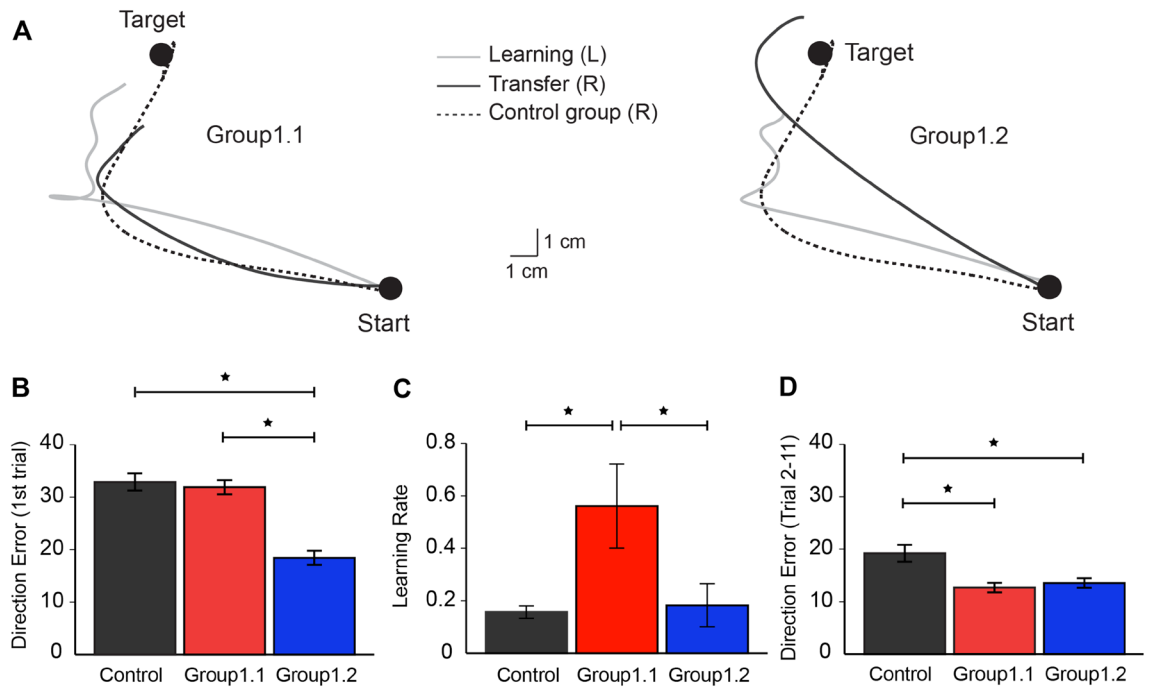 A
Target
Learning (L)
Transfer (R)
Control group (R)
Target
Group1.1
Group1.2
1 cm
1 cm
Start
Start
B
Direction Error (1st trial)
40
30
20
10
0
Control
Group1.1
Group1.2
C
Learning Rate
0.8
0.6
0.4
0.2
0
Control
Group1.1
Group1.2
D
Direction Error (Trial 2-11)
40
30
20
10
0
Control
Group1.1
Group1.2